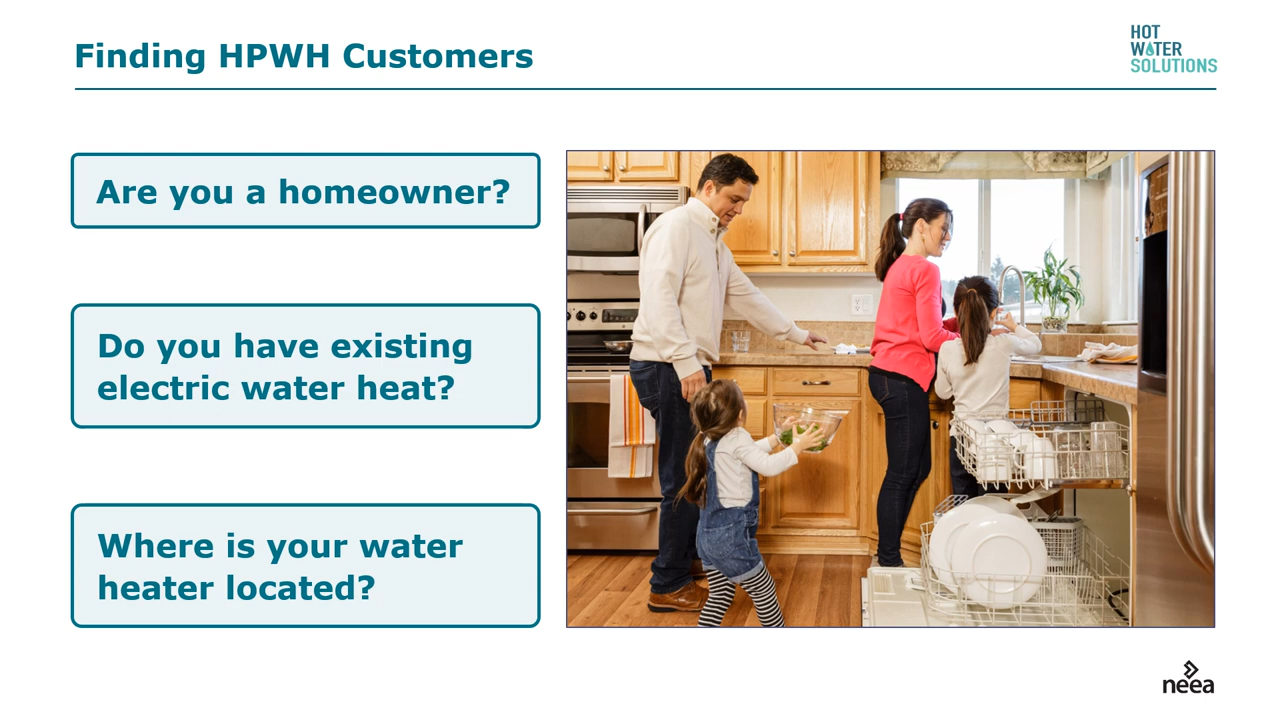 Finding HPWH Customers
HOT
WATER
SOLUTIONS
Are you a homeowner?
Do you have existing
electric water heat?
Where is your water
heater located?
neea